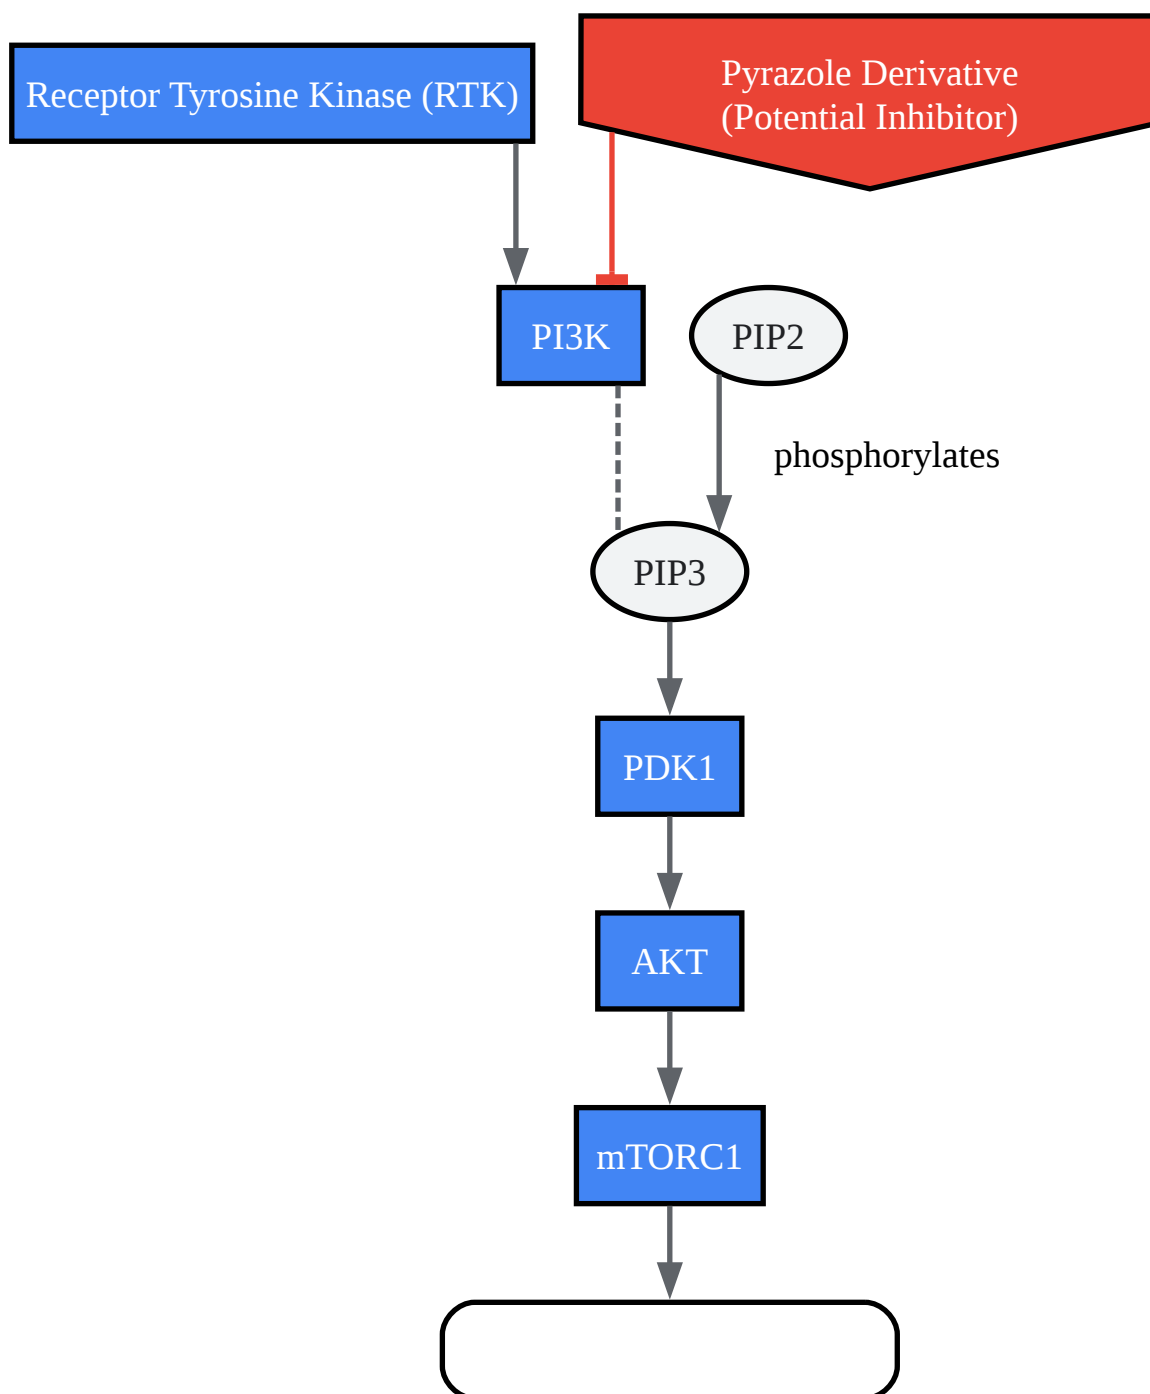 Receptor Tyrosine Kinase (RTK)
Pyrazole Derivative
(Potential Inhibitor)
PI3K
PIP2
phosphorylates
PIP3
PDK1
AKT
mTORC1